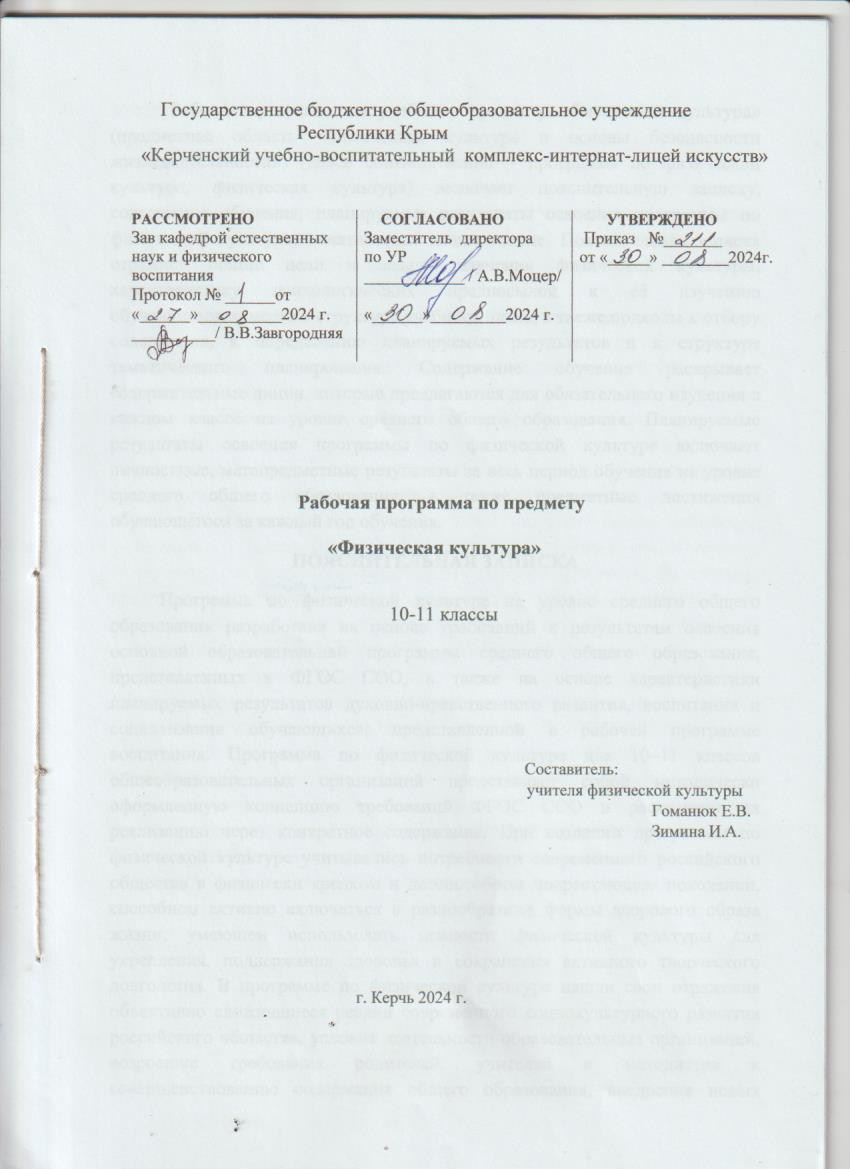 Государственное бюджетное общеобразовательное учреждение
Республики Крым
«Керченский учебно-воспитательный комплекс-интернат-лицей искусств»
РАССМОТРЕНО
Зав кафедрой естественных
наук и физического
воспитания
Протокол № 1 от
«27» 08 2024 г.
/ В.В.Завгородняя
СОГЛАСОВАНО
Заместитель директора
по УР
/ А.В.Моцер/
«30» 08 2024 г.
УТВЕРЖДЕНО
Приказ № 211
от «30» 08 2024г.
Рабочая программа по предмету
«Физическая культура»
10-11 классы
Составитель:
учителя физической культуры
Гоманюк Е.В.
Зимина И.А.
г. Керчь 2024 г.